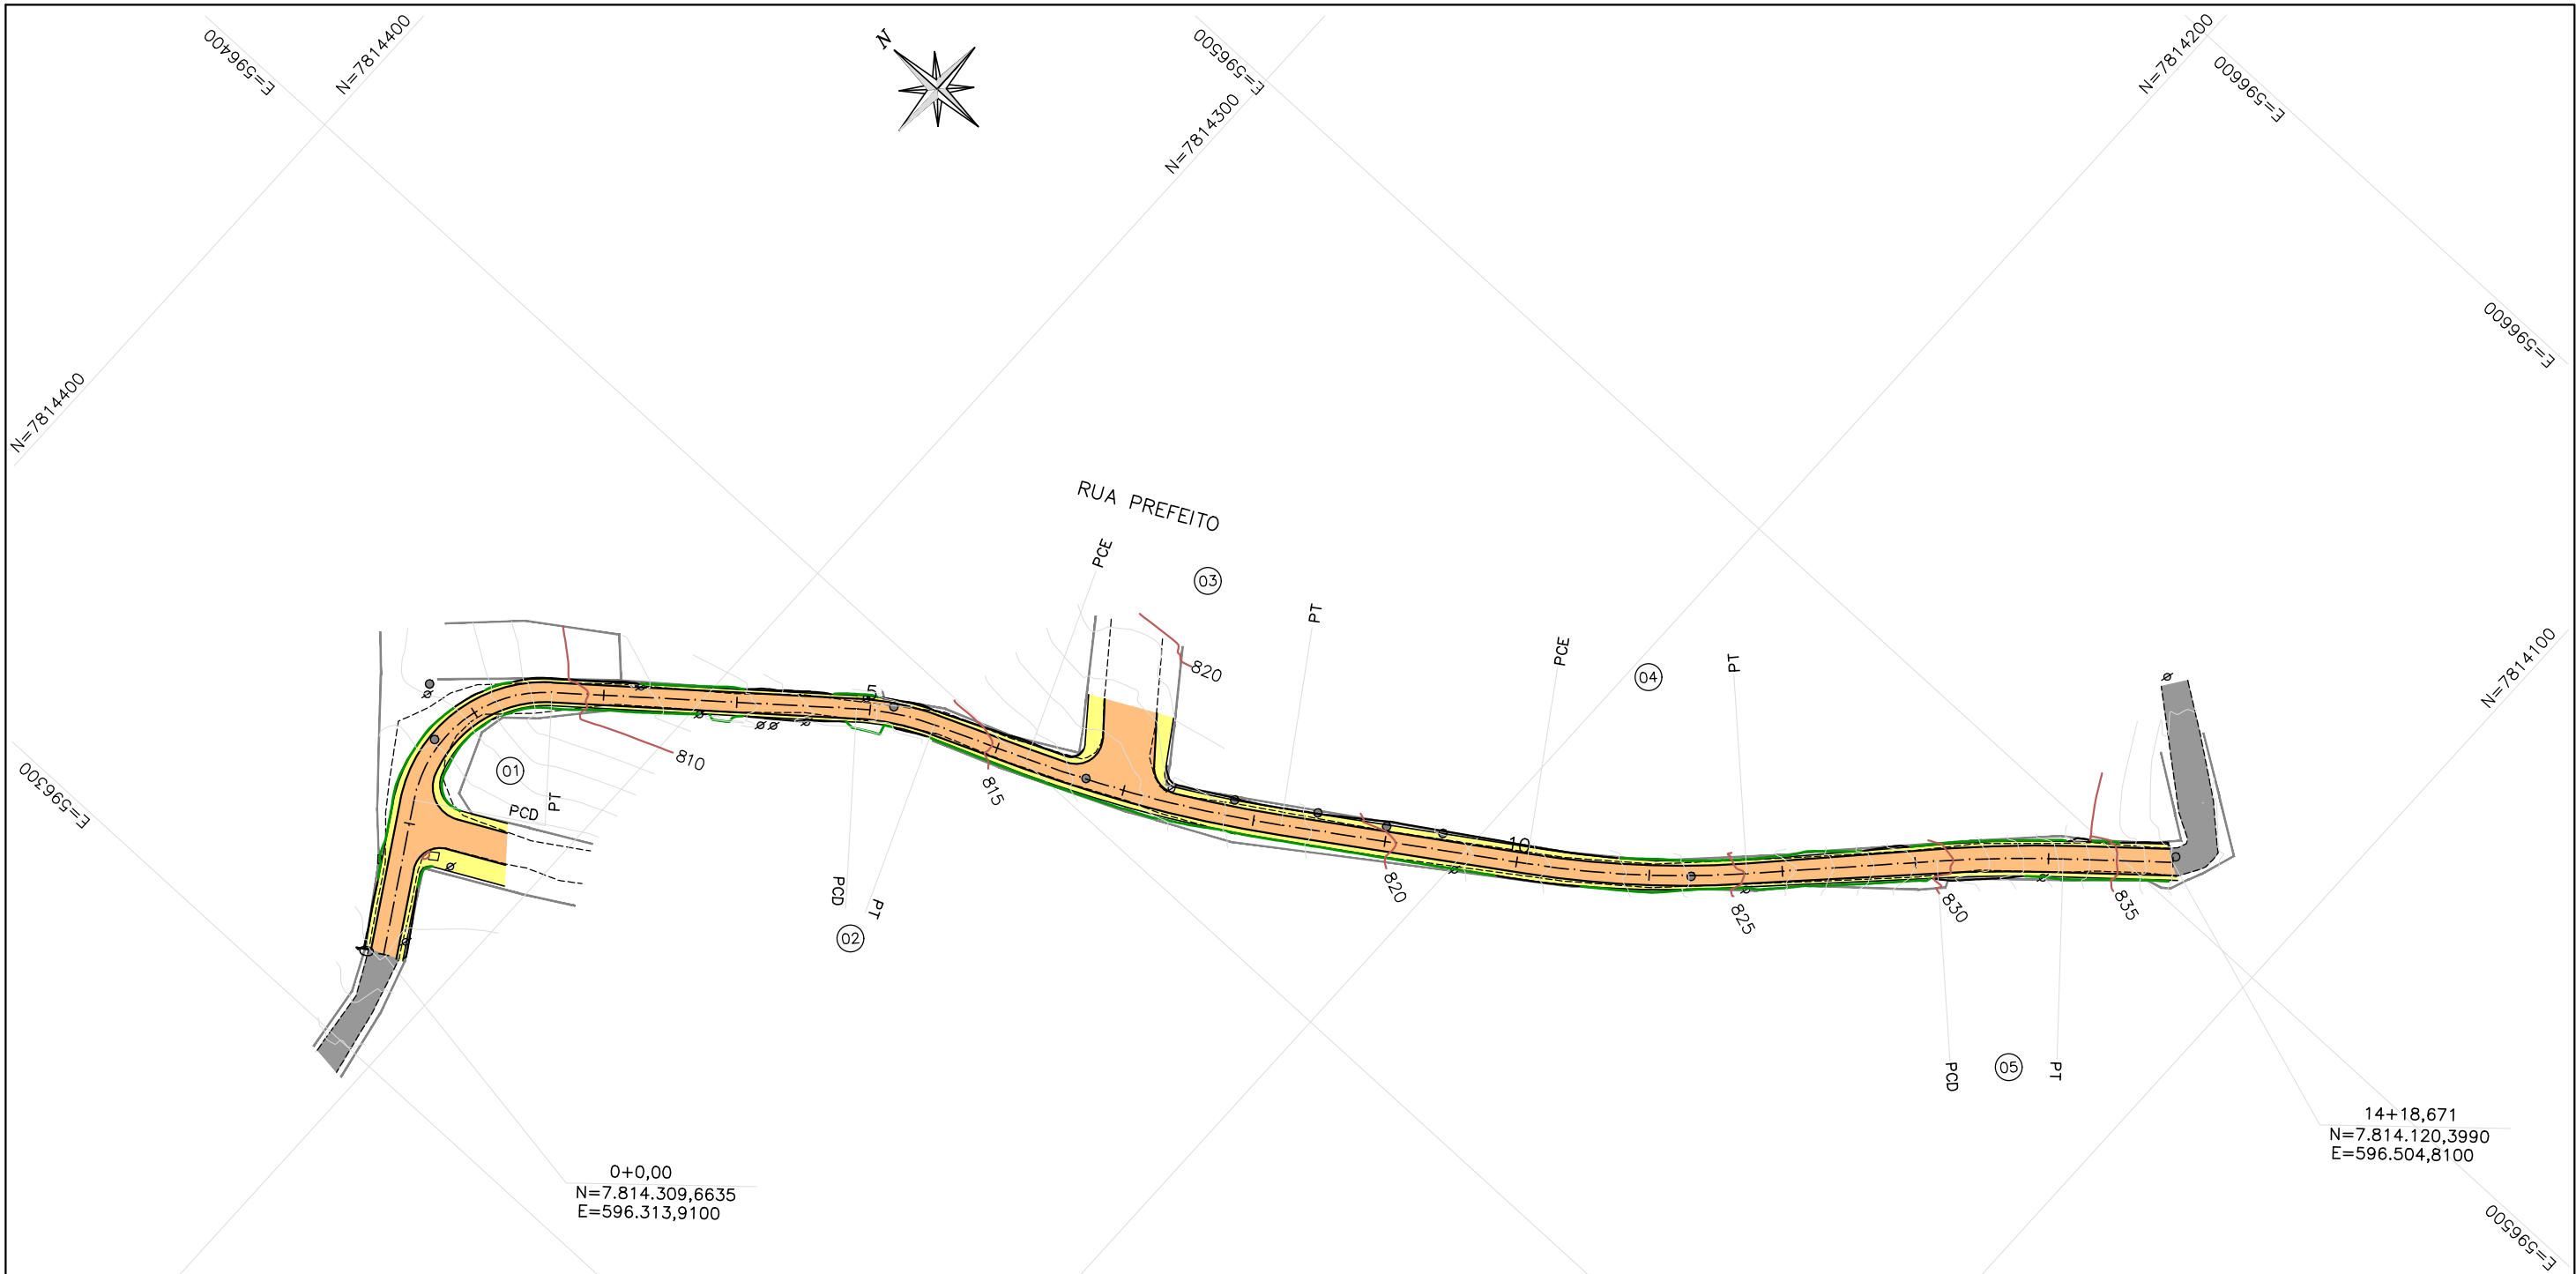 E=596400
N=7814400
N
E=596500
N=7814300
N=7814200
E=596600
E=596600
N=7814400
RUA PREFEITO
PCE
03
PT
PCE
04
PT
820
N=7814100
E=596300
5
810
01
PCD
PT
815
10
820
825
830
835
PCD
PT
02
0
PCD
05
PT
14+18,671
N=7.814.120,3990
E=596.504,8100
0+0,00
N=7.814.309,6635
E=596.313,9100
E=596500